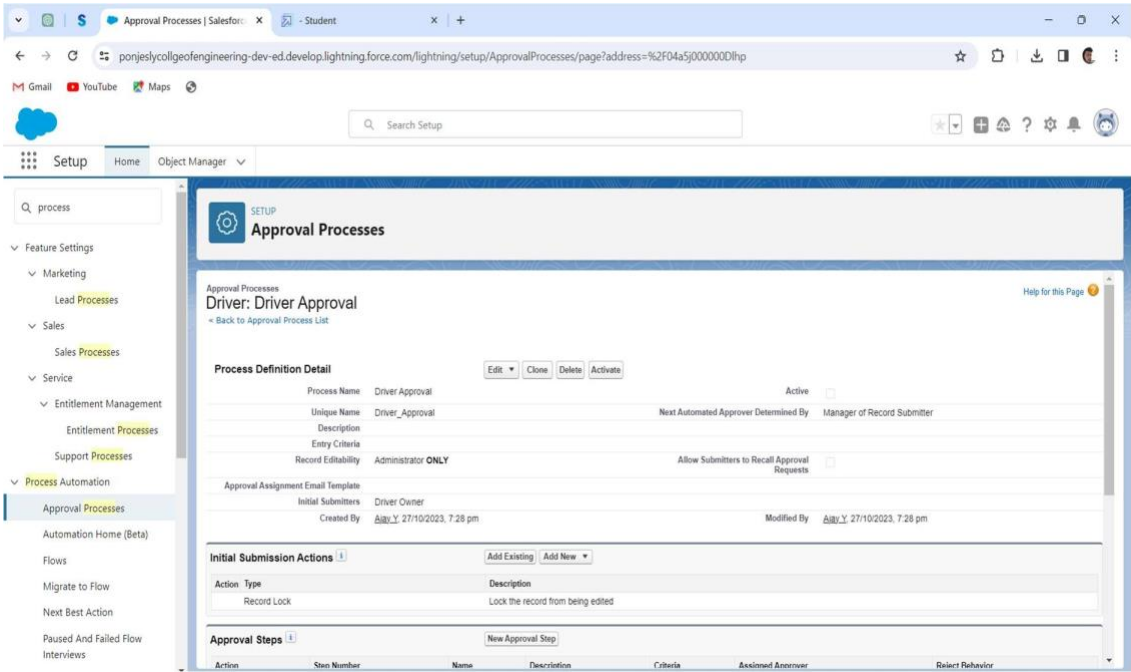 Approval Processes | Salesforc
- Student
ponjeslycollgeofengineering-dev-ed.develop.lightning.force.com/lightning/setup/ApprovalProcesses/page?address=%2F04a5j000000Dlhp
Gmail YouTube Maps
Search Setup
Setup Home Object Manager
process
Feature Settings
Marketing
Lead Processes
Sales
Sales Processes
Service
Entitlement Management
Entitlement Processes
Support Processes
Process Automation
Approval Processes
Automation Home (Beta)
Flows
Migrate to Flow
Next Best Action
Paused And Failed Flow
Interviews
SETUP
Approval Processes
Approval Processes
Driver: Driver Approval
< Back to Approval Process List
Help for this Page
Process Definition Detail Edit Clone Delete Activate
Process Name Driver Approval Active
Unique Name Driver_Approval Next Automated Approver Determined By Manager of Record Submitter
Description
Entry Criteria
Record Editability Administrator ONLY Allow Submitters to Recall Approval
Requests
Approval Assignment Email Template
Initial Submitters Driver Owner
Created By Ajay Y, 27/10/2023, 7:28 pm Modified By Ajay Y, 27/10/2023, 7:28 pm
Initial Submission Actions Add Existing Add New
Action Type Description
Record Lock Lock the record from being edited
Approval Steps New Approval Step
Action Step Number Name Description Criteria Assigned Approver Reject Behavior